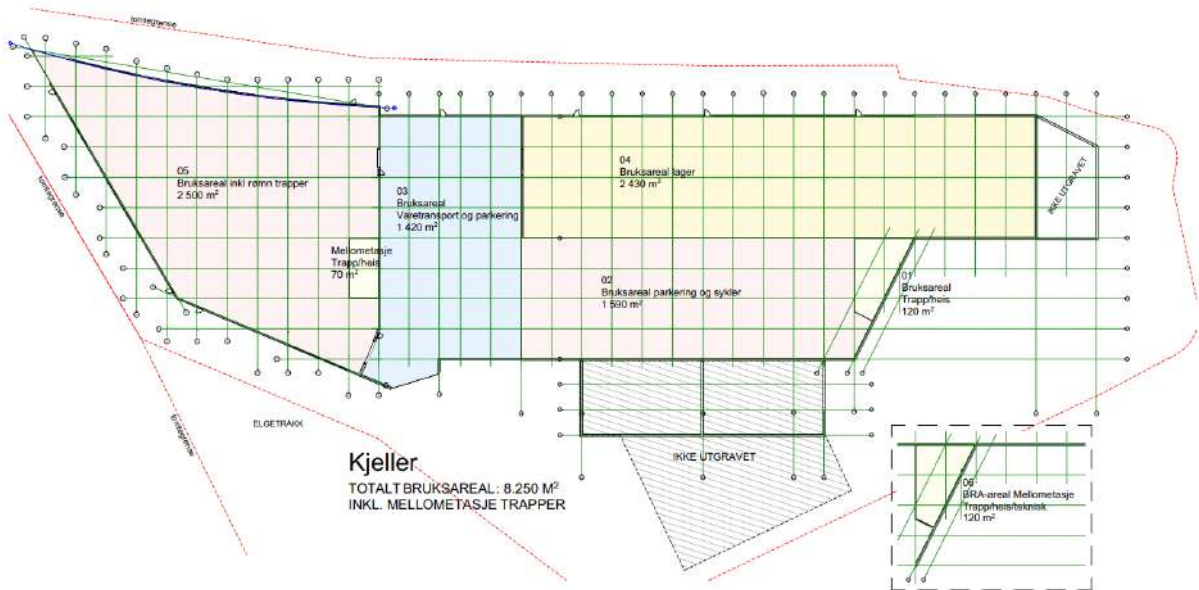 tomtegrense
05
Bruksareal inkl rømn trapper
2 500 m²
03
Bruksareal
Varetransport og parkering
1 420 m²
04
Bruksareal lager
2 430 m²
IKKE UTGRAVET
tomtegrense
Mellometasje
Trapp/heis
70 m²
02
Bruksareal parkering og sykler
1 590 m²
01
Bruksareal
Trapp/heis
120 m²
tomtegrense
ELGETRAKK
Kjeller
TOTALT BRUKSAREAL: 8.250 M²
INKL. MELLOMETASJE TRAPPER
IKKE UTGRAVET
06
BRA-areal Mellometasje
Trapp/heis/teknisk
120 m²